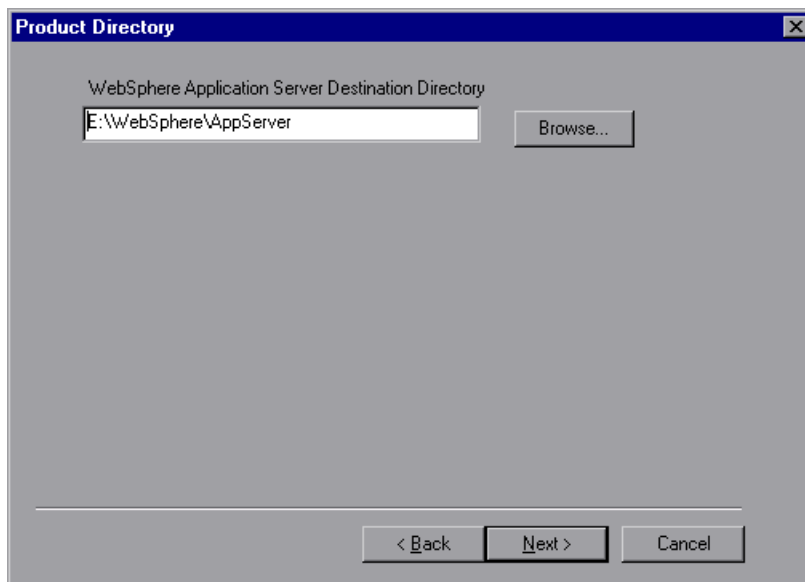 Product Directory
WebSphere Application Server Destination Directory
E:\WebSphere\AppServer
Browse...
< Back
Next >
Cancel